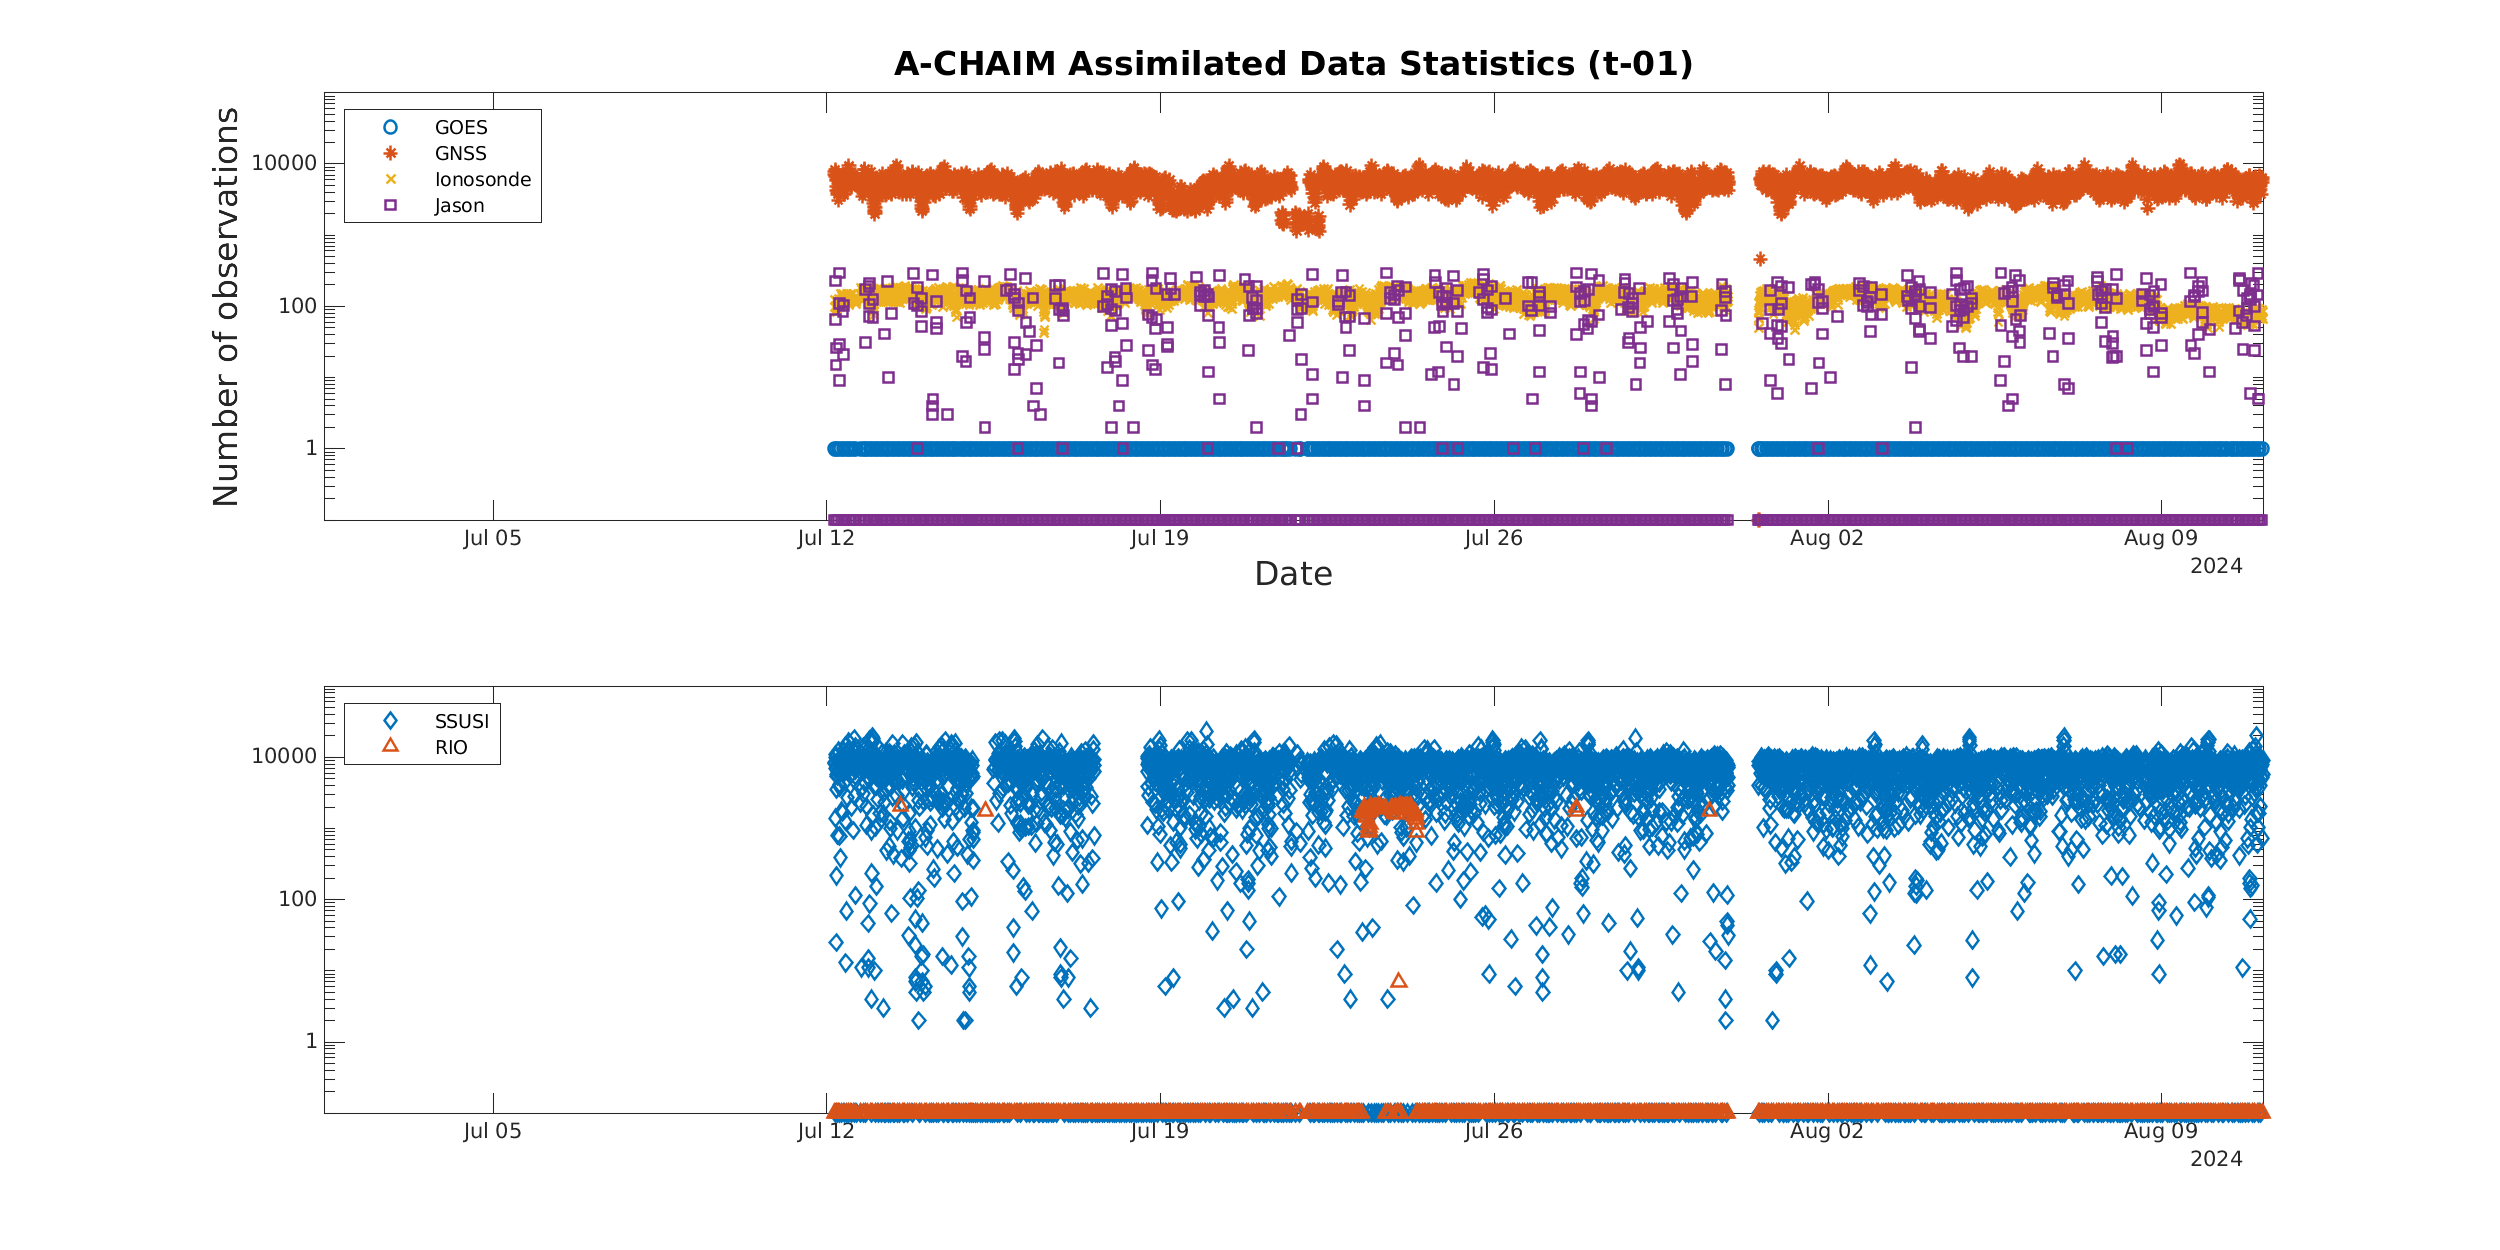 A-CHAIM Assimilated Data Statistics (t-01)
Number of observations
10000
100
1
GOES
GNSS
Ionosonde
Jason
Jul 05
Jul 12
Jul 19
Jul 26
Aug 02
Aug 09
2024
Date
10000
100
1
SSUSI
RIO
Jul 05
Jul 12
Jul 19
Jul 26
Aug 02
Aug 09
2024